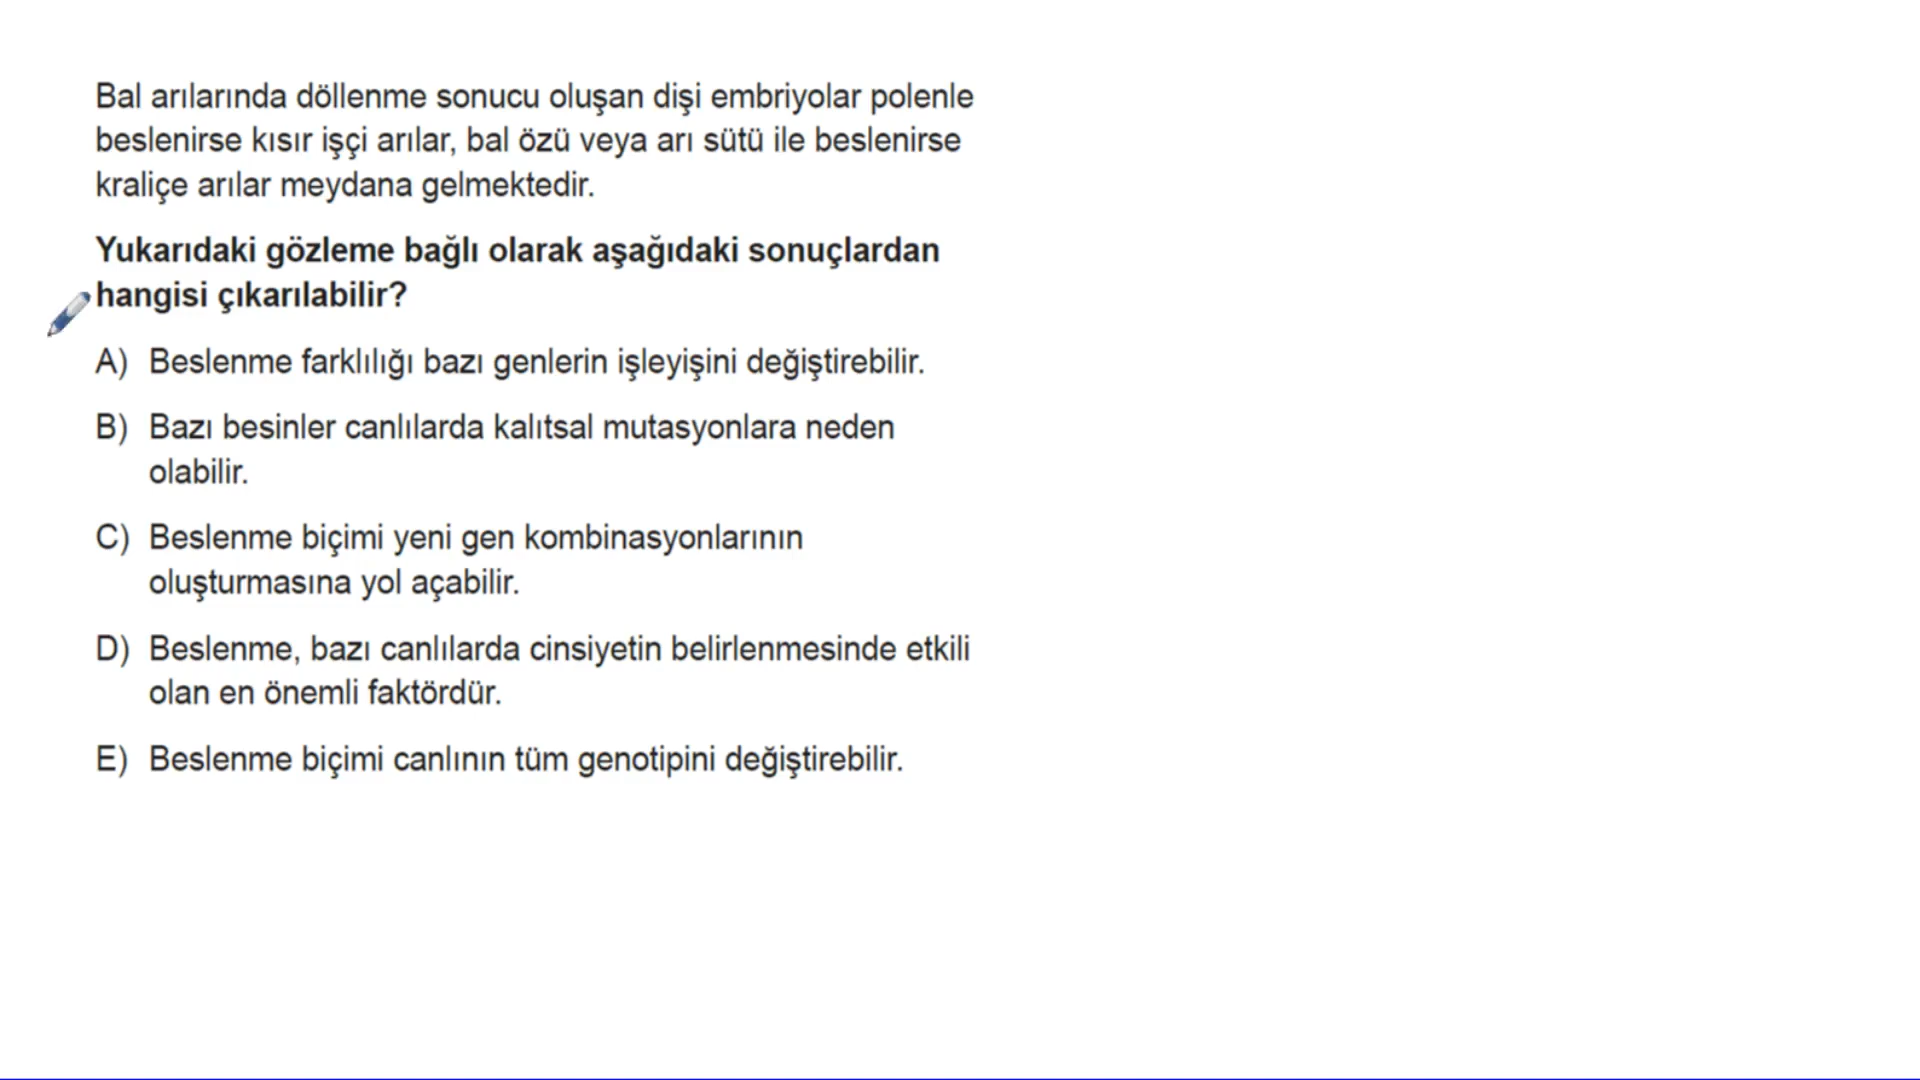 Bal arılarında döllenme sonucu oluşan dişi embriyolar polenle
beslenirse kısır işçi arılar, bal özü veya arı sütü ile beslenirse
kraliçe arılar meydana gelmektedir.
Yukarıdaki gözleme bağlı olarak aşağıdaki sonuçlardan
hangisi çıkarılabilir?
A) Beslenme farklılığı bazı genlerin işleyişini değiştirebilir.
B) Bazı besinler canlılarda kalıtsal mutasyonlara neden
olabilir.
C) Beslenme biçimi yeni gen kombinasyonlarının
oluşturmasına yol açabilir.
D) Beslenme, bazı canlılarda cinsiyetin belirlenmesinde etkili
olan en önemli faktördür.
E) Beslenme biçimi canlının tüm genotipini değiştirebilir.